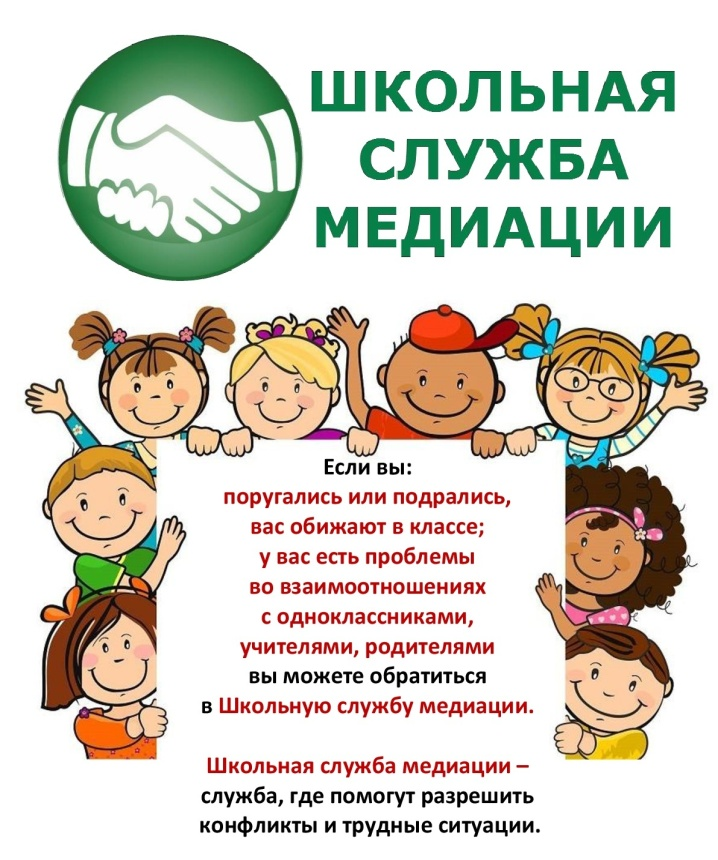 ШКОЛЬНАЯ
СЛУЖБА
МЕДИАЦИИ
Если вы:
поругались или подрались,
вас обижают в классе;
у вас есть проблемы
во взаимоотношениях
с одноклассниками,
учителями, родителями
вы можете обратиться
в Школьную службу медиации.
Школьная служба медиации –
служба, где помогут разрешить
конфликты и трудные ситуации.